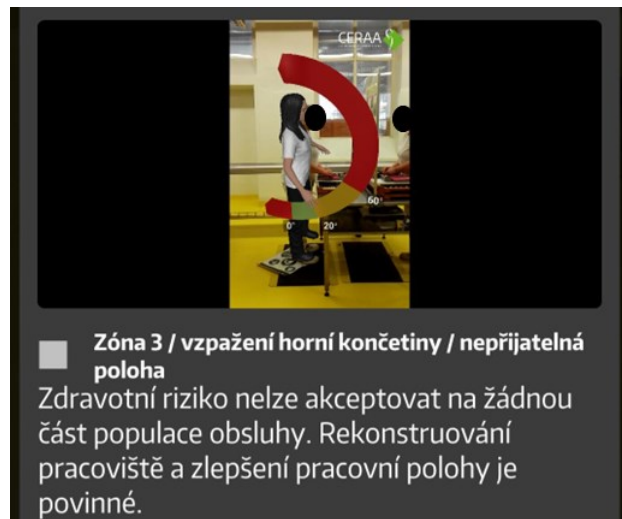 CERAA
60°
0° 20°
Zóna 3 / vzpažení horní končetiny / nepřijatelná
poloha
Zdravotní riziko nelze akceptovat na žádnou
část populace obsluhy. Rekonstruování
pracoviště a zlepšení pracovní polohy je
povinné.